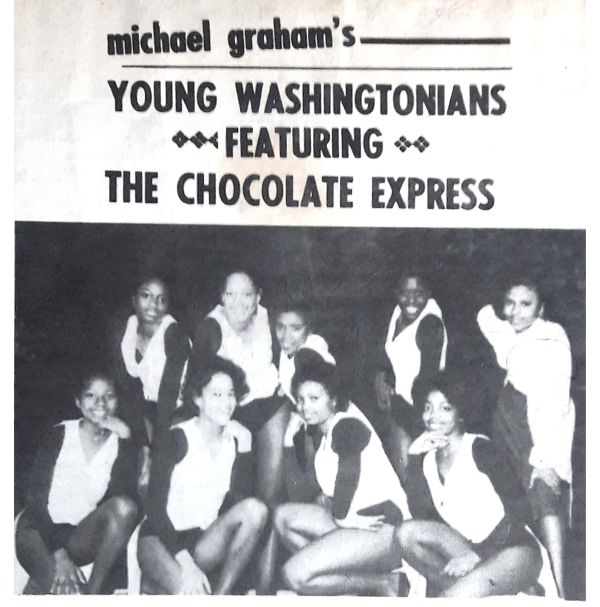 michael graham's
YOUNG WASHINGTONIANS
FEATURING
THE CHOCOLATE EXPRESS